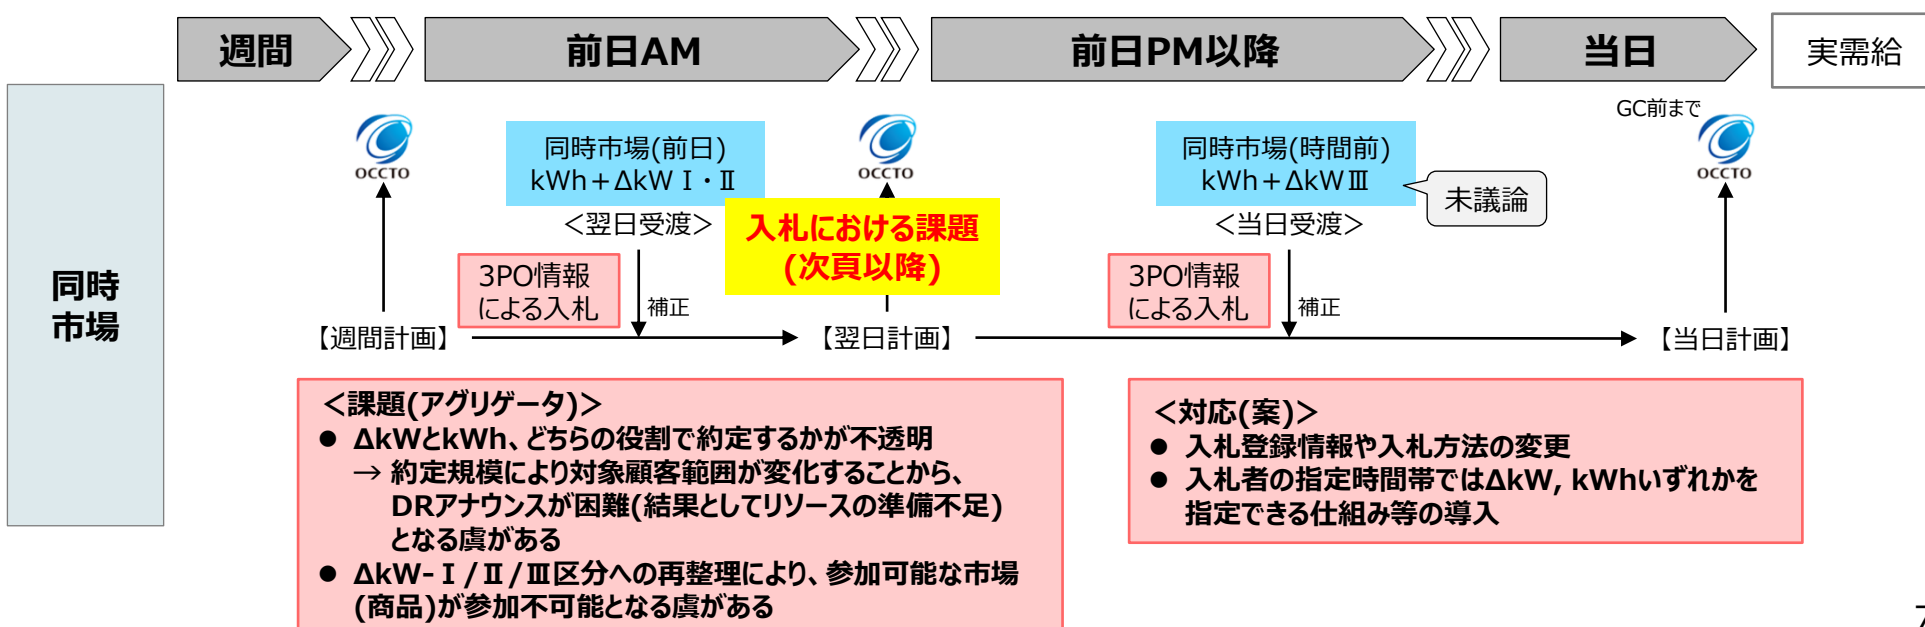 週間
前日AM
前日PM以降
当日
実需給
同時
市場
OCCTO
同時市場(前日)
kWh+ΔkWⅠ・Ⅱ
<翌日受渡>
3PO情報
による入札
補正
OCCTO
入札における課題
(次頁以降)
同時市場(時間前)
kWh+ΔkWⅢ
<当日受渡>
未議論
3PO情報
による入札
補正
GC前まで
OCCTO
【週間計画】
【翌日計画】
【当日計画】
<課題(アグリゲータ)>
● ΔkWとkWh、どちらの役割で約定するかが不透明
→ 約定規模により対象顧客範囲が変化することから、
DRアナウンスが困難(結果としてリソースの準備不足)
となる虞がある
● ΔkW-Ⅰ/Ⅱ/Ⅲ区分への再整理により、参加可能な市場
(商品)が参加不可能となる虞がある
<対応(案)>
● 入札登録情報や入札方法の変更
● 入札者の指定時間帯ではΔkW, kWhいずれかを
指定できる仕組み等の導入